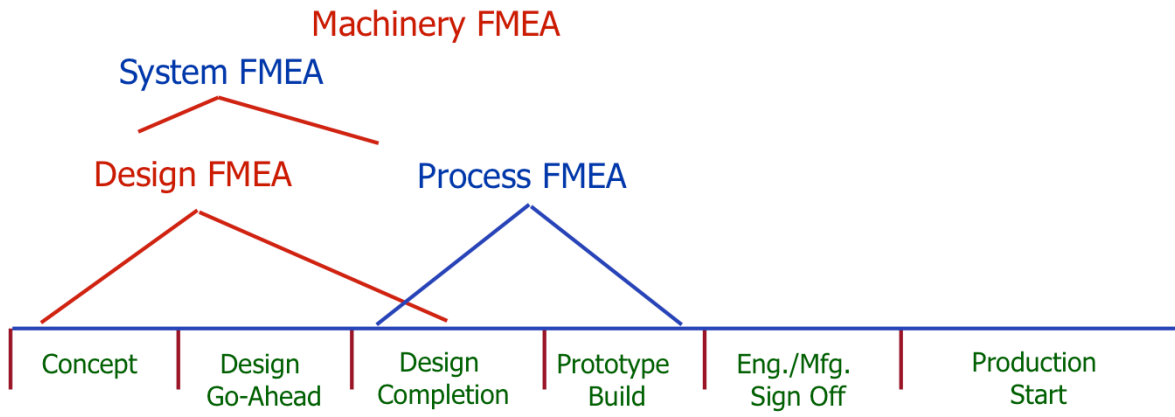 Machinery FMEA
System FMEA
Design FMEA
Process FMEA
Concept
Design
Go-Ahead
Design
Completion
Prototype
Build
Eng./Mfg.
Sign Off
Production
Start